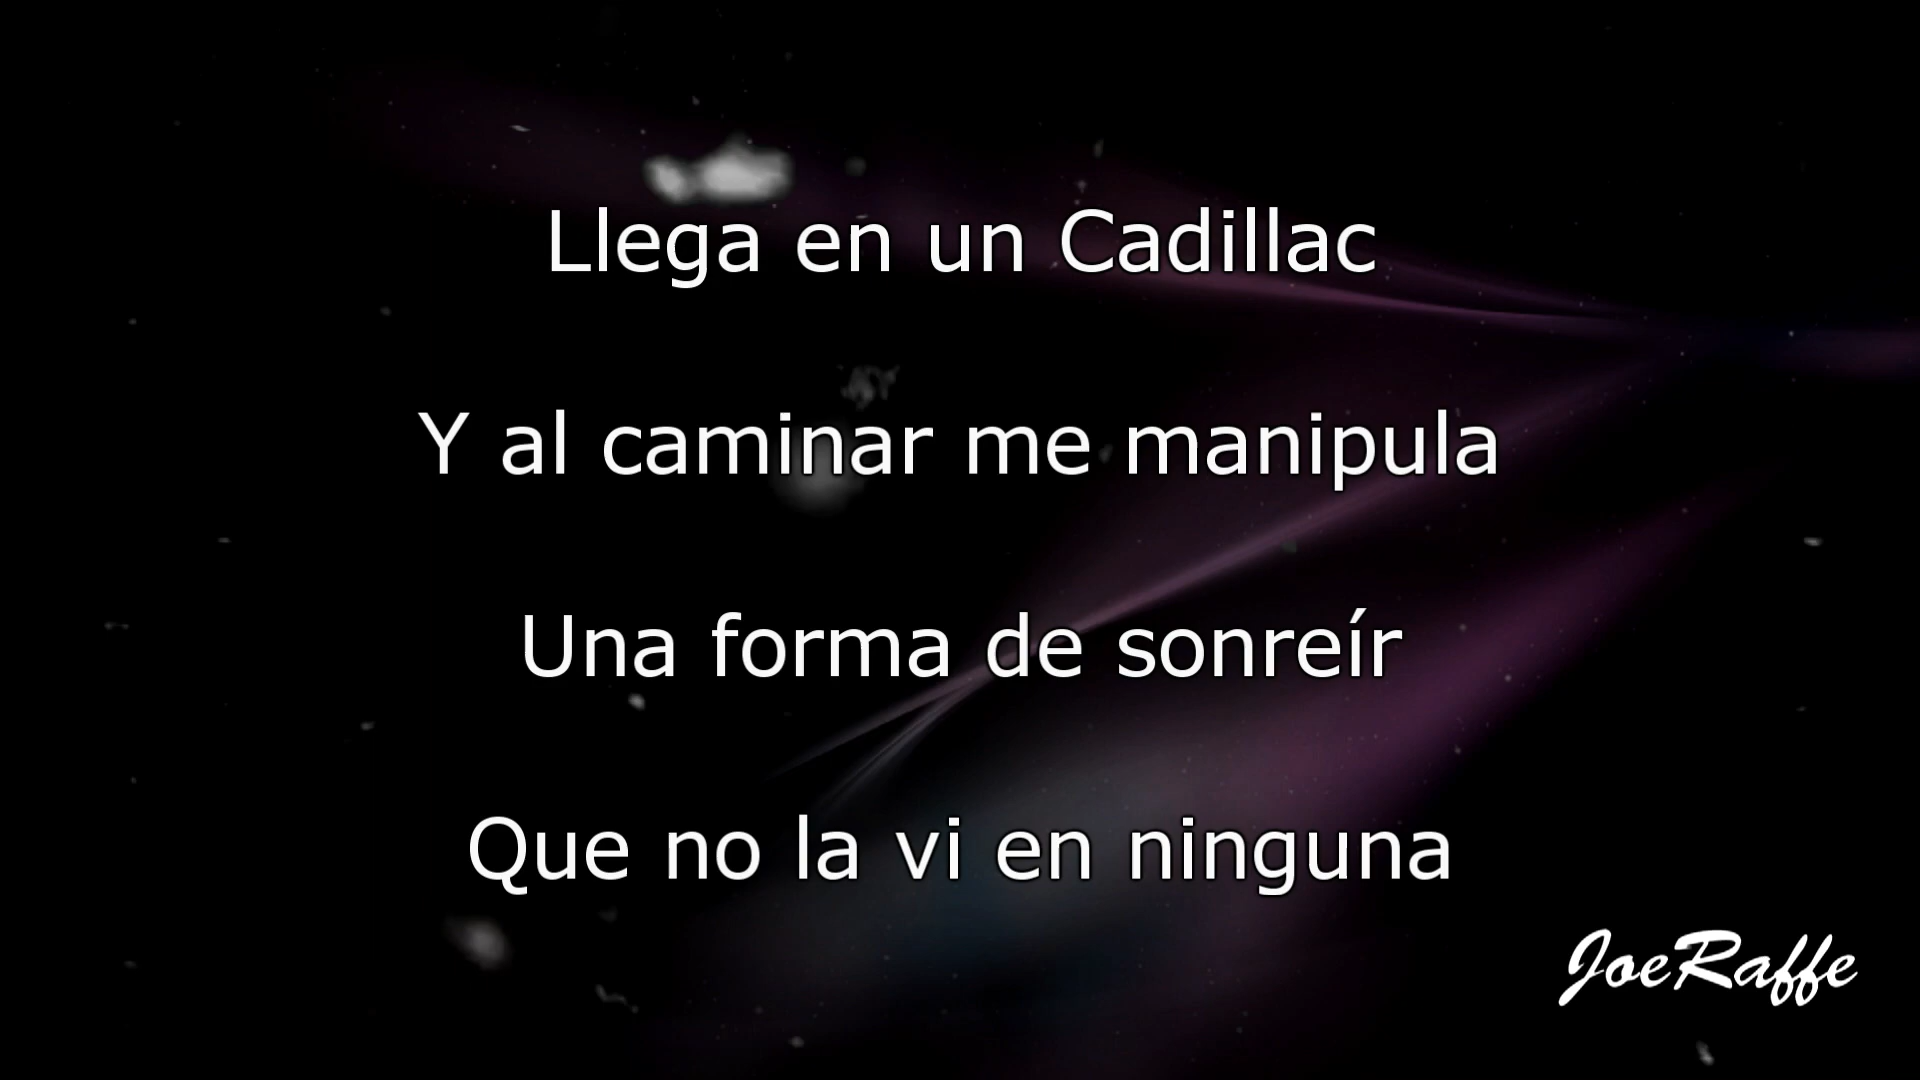 Llega en un Cadillac
Y al caminar me manipula
Una forma de sonreír
Que no la vi en ninguna
JoeRaffe